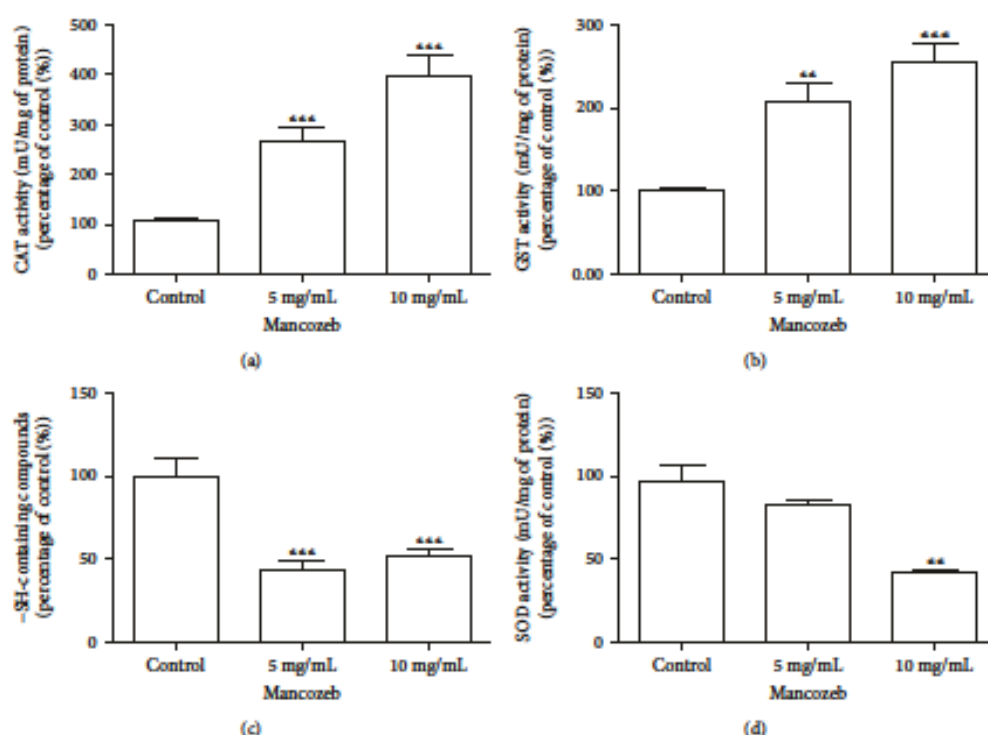 CAT activity (mU/mg of protein)
(percentage of control (%))
500
400
300
200
100
0
***
***
Control
5 mg/mL
10 mg/mL
Mancozeb
(a)
GST activity (mU/mg of protein)
(percentage of control (%))
300
200
100
0.00
**
***
Control
5 mg/mL
10 mg/mL
Mancozeb
(b)
–SH-containing compounds
(percentage of control (%))
150
100
50
0
***
***
Control
5 mg/mL
10 mg/mL
Mancozeb
(c)
SOD activity (mU/mg of protein)
(percentage of control (%))
150
100
50
0
**
Control
5 mg/mL
10 mg/mL
Mancozeb
(d)